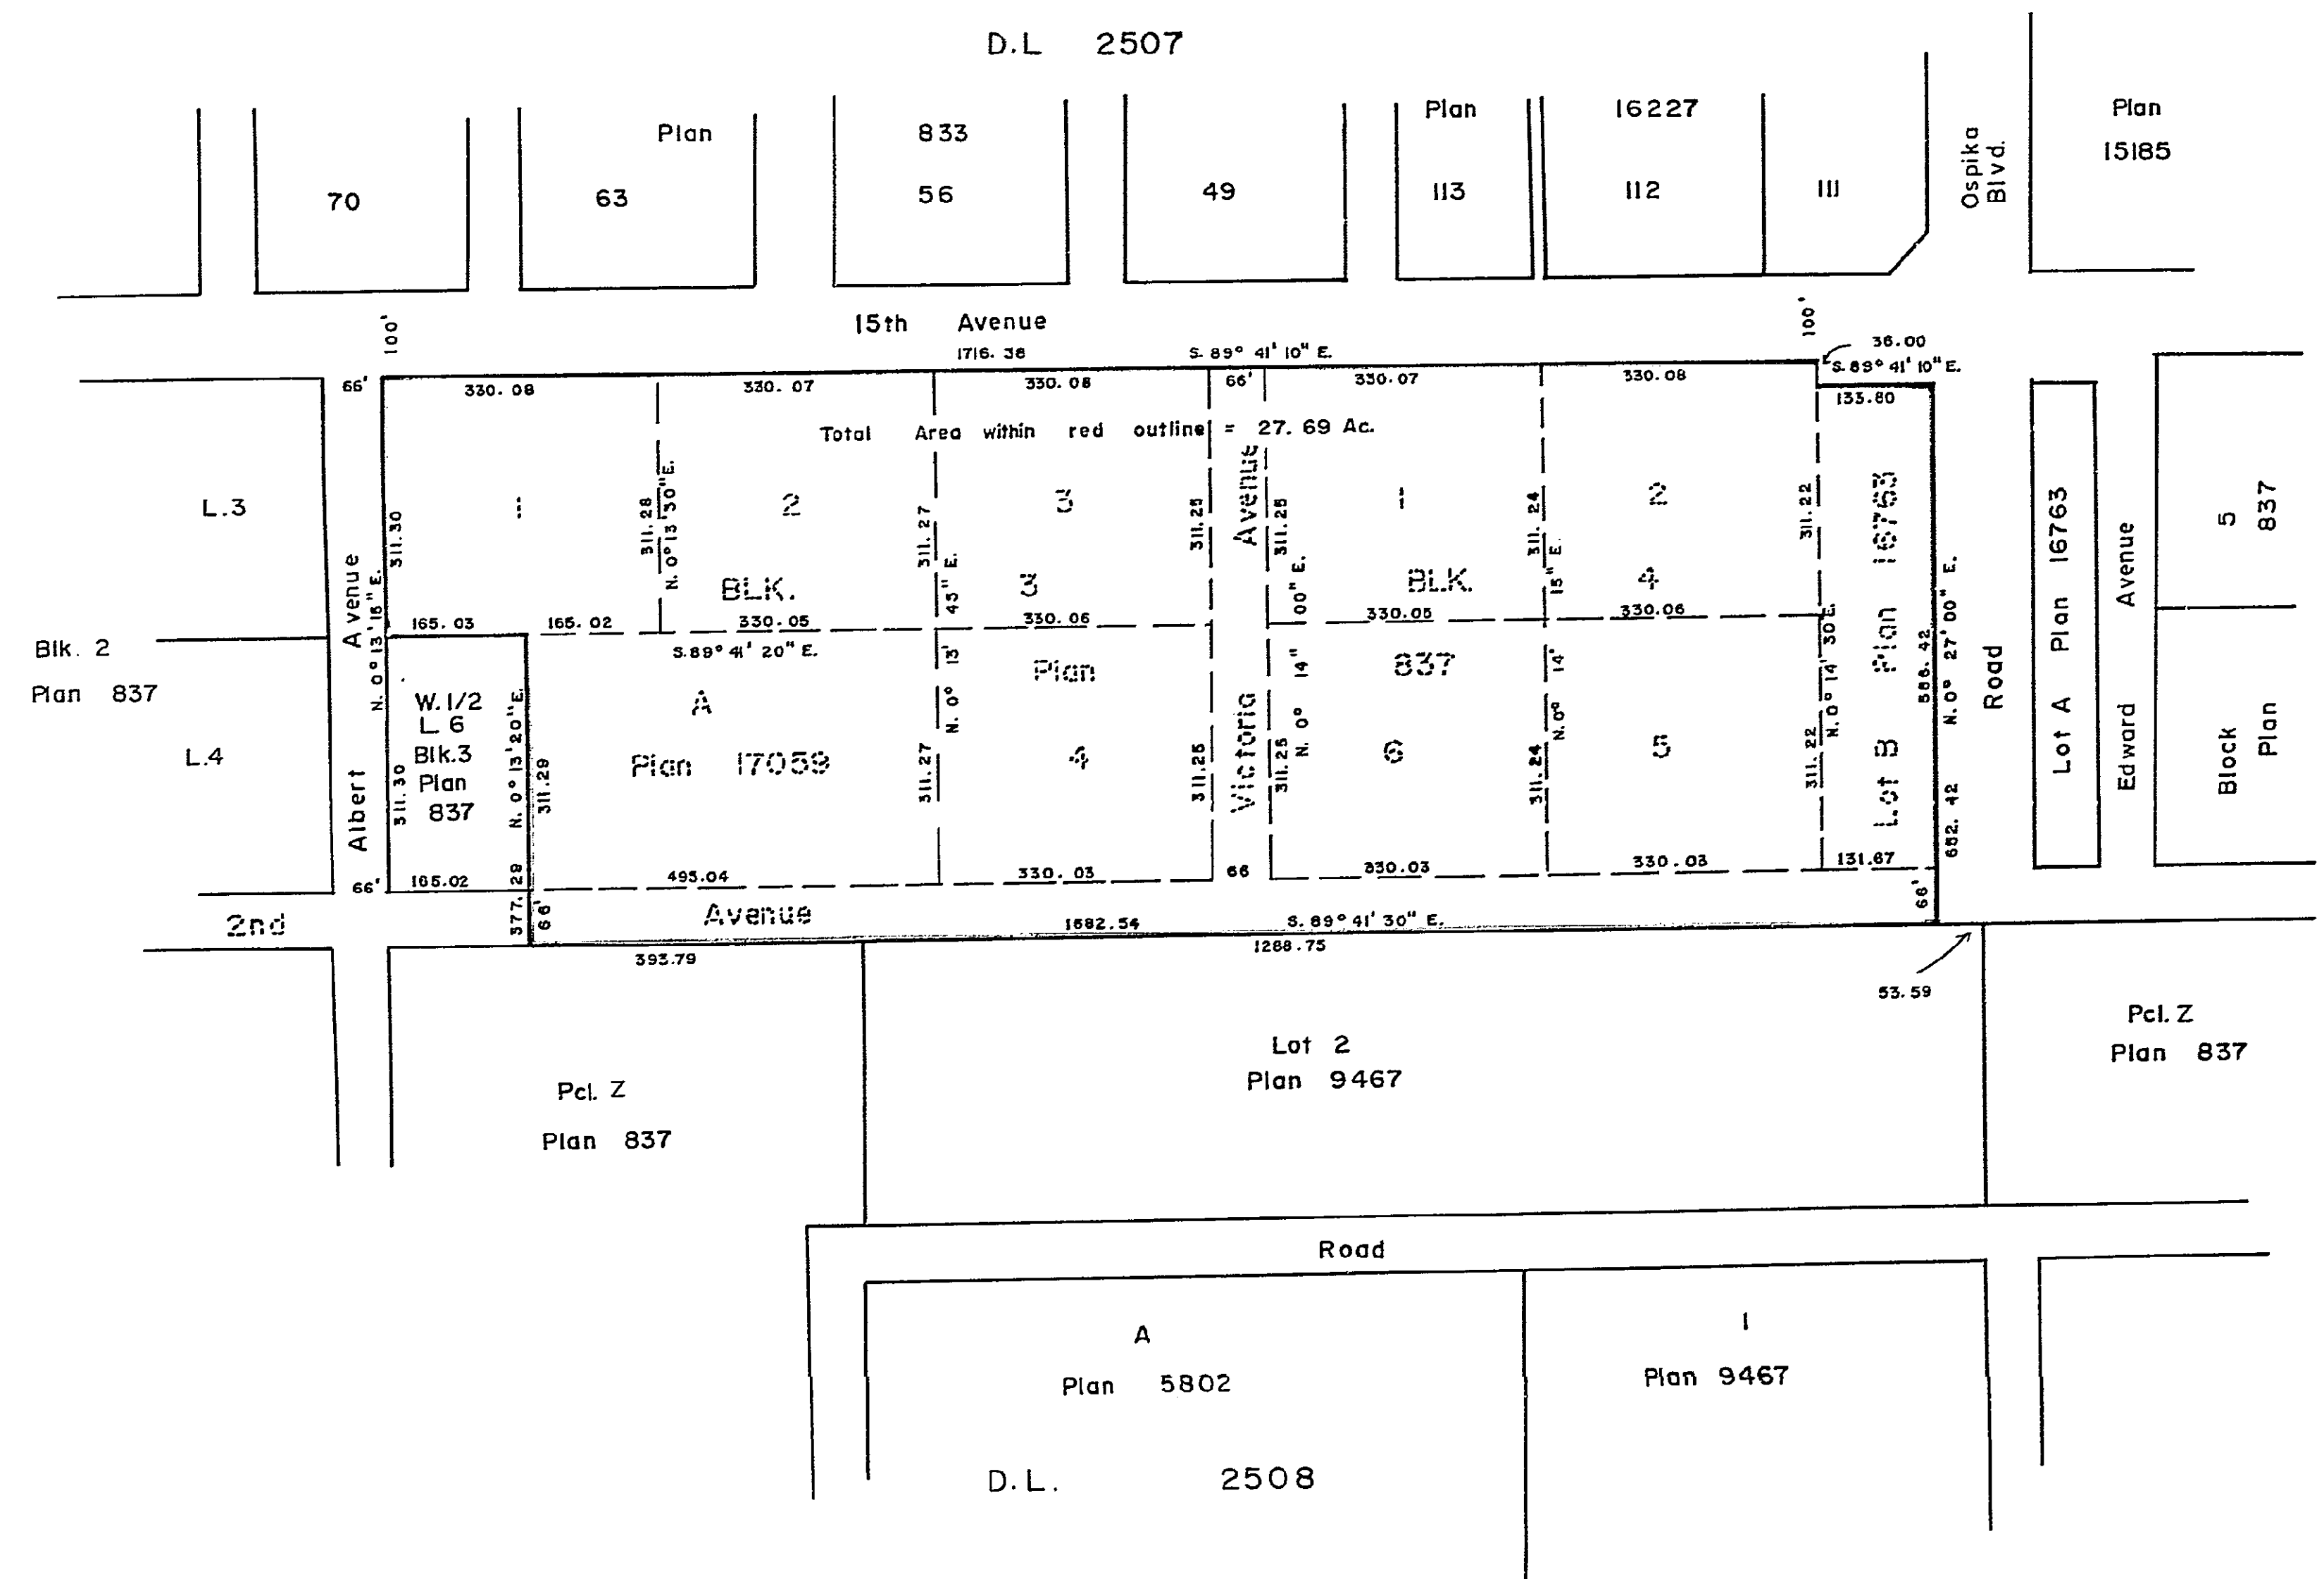 D.L 2507
Plan
833
Plan
16227
Plan
15185
Ospika
Blvd.
70
63
56
49
113
112
111
100'
15th Avenue
100'
1716.38
S. 89° 41' 10" E.
36.00
S. 89° 41' 10" E.
66'
330.08
330.07
330.08
66'
330.07
330.08
133.80
Total Area within red outline = 27.69 Ac.
L.3
1
2
3
1
2
311.30
311.28
N. 0° 13' 30" E.
311.27
311.25
Avenue
311.25
311.24
311.22
Plan 16763
Lot A Plan 16763
5
837
Avenue
BLK.
3
BLK.
4
Avenue
N. 0° 13' 15" E.
45" E.
00" E.
15" E.
30" E.
165.03
165.02
330.05
330.06
330.05
330.06
S. 89° 41' 20" E.
586.42
N. 0° 27' 00" E.
Road
Blk. 2
Plan 837
W. 1/2
L. 6
Blk. 3
Plan
837
A
Plan
837
N. 0° 13' 20" E.
N. 0° 13'
N. 0° 14"
N. 0° 14'
N. 0° 14'
L.4
Albert
311.30
311.29
Plan 17059
311.27
4
311.25
Victoria
311.25
6
311.24
5
311.22
Lot B
652.42
Edward
Block
Plan
66'
165.02
495.04
330.03
66
330.03
330.03
131.67
2nd
377.29
66'
Avenue
1682.54
S. 89° 41' 30" E.
66'
393.79
1288.75
53.59
Lot 2
Plan 9467
Pcl. Z
Plan 837
Pcl. Z
Plan 837
Road
A
Plan 5802
1
Plan 9467
D.L. 2508